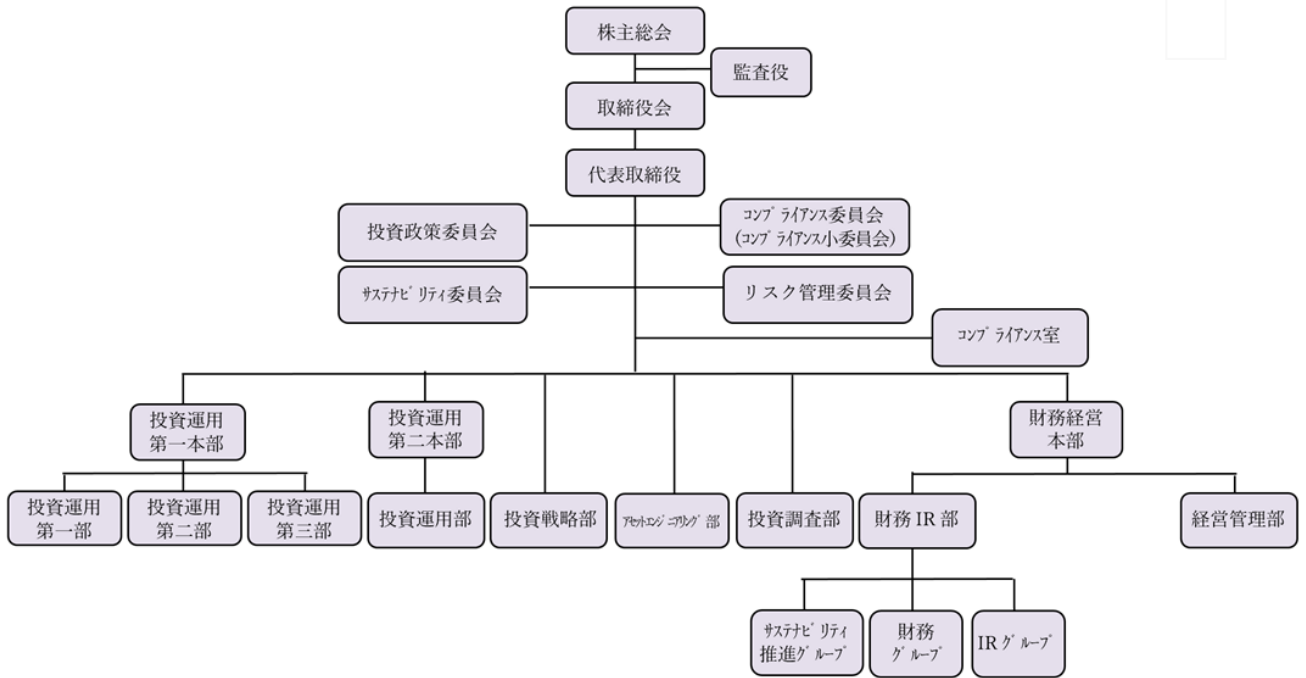 株主総会
監査役
取締役会
代表取締役
投資政策委員会
ｺﾝﾌﾟﾗｲｱﾝｽ委員会
(ｺﾝﾌﾟﾗｲｱﾝｽ小委員会)
ｻｽﾃﾅﾋﾞﾘﾃｨ委員会
リスク管理委員会
ｺﾝﾌﾟﾗｲｱﾝｽ室
投資運用
第一本部
投資運用
第二本部
財務経営
本部
投資運用
第一部
投資運用
第二部
投資運用
第三部
投資運用部
投資戦略部
ｱｾｯﾄｴﾝｼﾞﾆｱﾘﾝｸﾞ部
投資調査部
財務IR部
経営管理部
ｻｽﾃﾅﾋﾞﾘﾃｨ
推進ｸﾞﾙｰﾌﾟ
財務
ｸﾞﾙｰﾌﾟ
IRｸﾞﾙｰﾌﾟ